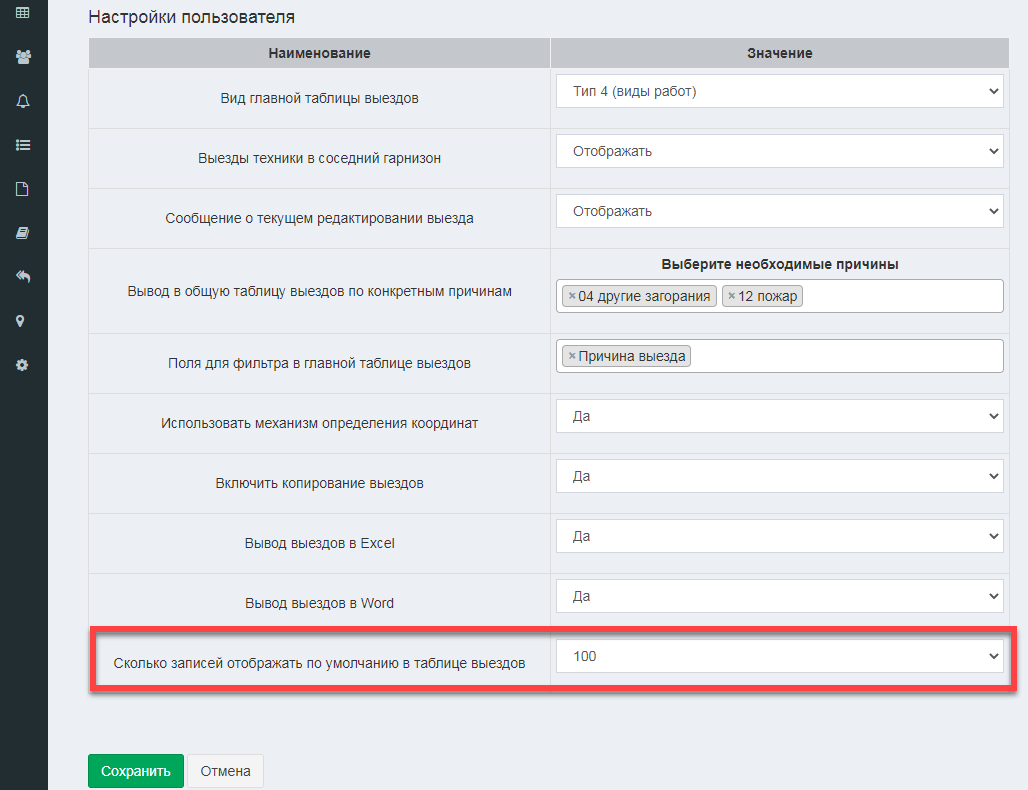 Настройки пользователя
Наименование
Значение
Вид главной таблицы выездов
Тип 4 (виды работ)
Выезды техники в соседний гарнизон
Отображать
Сообщение о текущем редактировании выезда
Отображать
Вывод в общую таблицу выездов по конкретным причинам
Выберите необходимые причины
×04 другие загорания ×12 пожар
Поля для фильтра в главной таблице выездов
×Причина выезда
Использовать механизм определения координат
Да
Включить копирование выездов
Да
Вывод выездов в Excel
Да
Вывод выездов в Word
Да
Сколько записей отображать по умолчанию в таблице выездов
100
Сохранить
Отмена